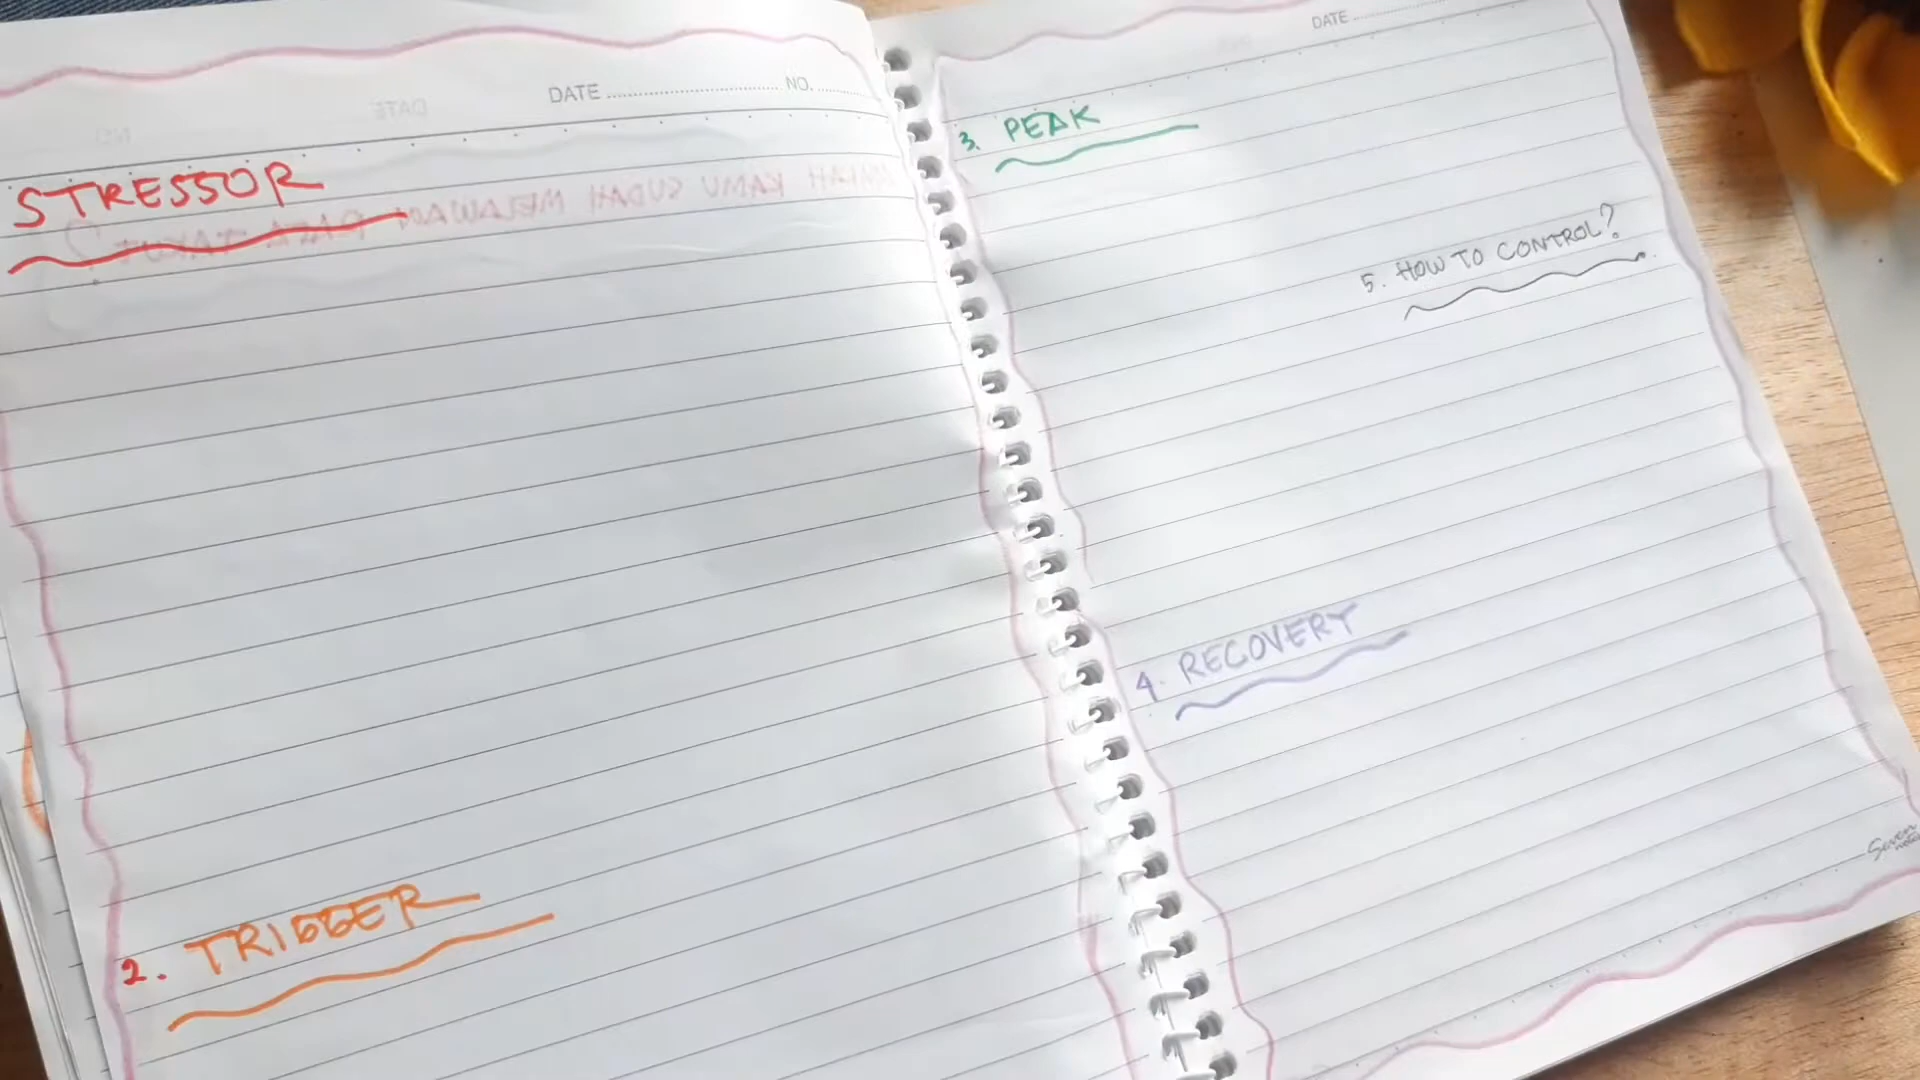 DATE ........................ NO. ............
STRESSOR
2. TRIGGER
DATE ....................
3. PEAK
5. HOW TO CONTROL?
4. RECOVERY